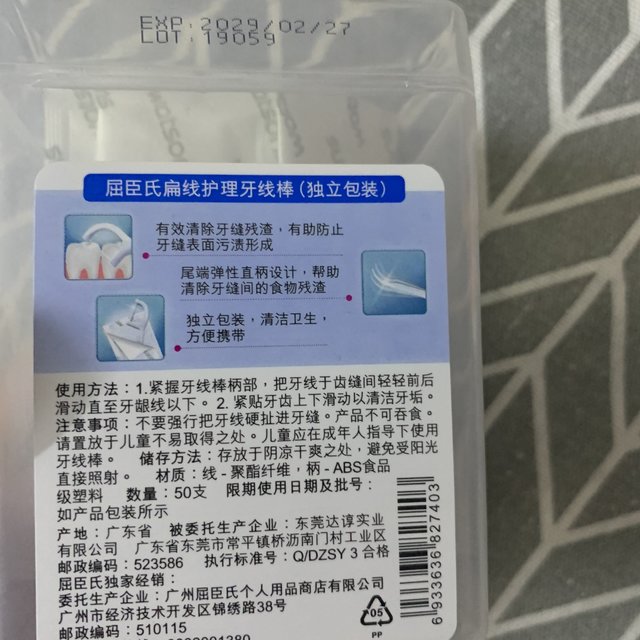 EXP:2029/02/27
LOT:19059
屈臣氏扁线护理牙线棒(独立包装)
有效清除牙缝残渣，有助防止
牙缝表面污渍形成
尾端弹性直柄设计，帮助
清除牙缝间的食物残渣
独立包装，清洁卫生，
方便携带
使用方法：1.紧握牙线棒柄部，把牙线于齿缝间轻轻前后
滑动直至牙龈线以下。2.紧贴牙齿上下滑动以清洁牙垢。
注意事项：不要强行把牙线硬扯进牙缝。产品不可吞食。
请置放于儿童不易取得之处。儿童应在成年人指导下使用
牙线棒。 储存方法：存放于阴凉干爽之处，避免受阳光
直接照射。 材质：线-聚酯纤维，柄-ABS食品
级塑料 数量：50支 限期使用日期及批号：
如产品包装所示
产地：广东省 被委托生产企业：东莞达谆实业
有限公司 广东省东莞市常平镇桥沥南门村工业区
邮政编码：523586 执行标准号：Q/DZSY 3 合格
屈臣氏独家经销：
委托生产企业：广州屈臣氏个人用品商店有限公司
广州市经济技术开发区锦绣路38号
邮政编码：510115
6933636827403
05
PP